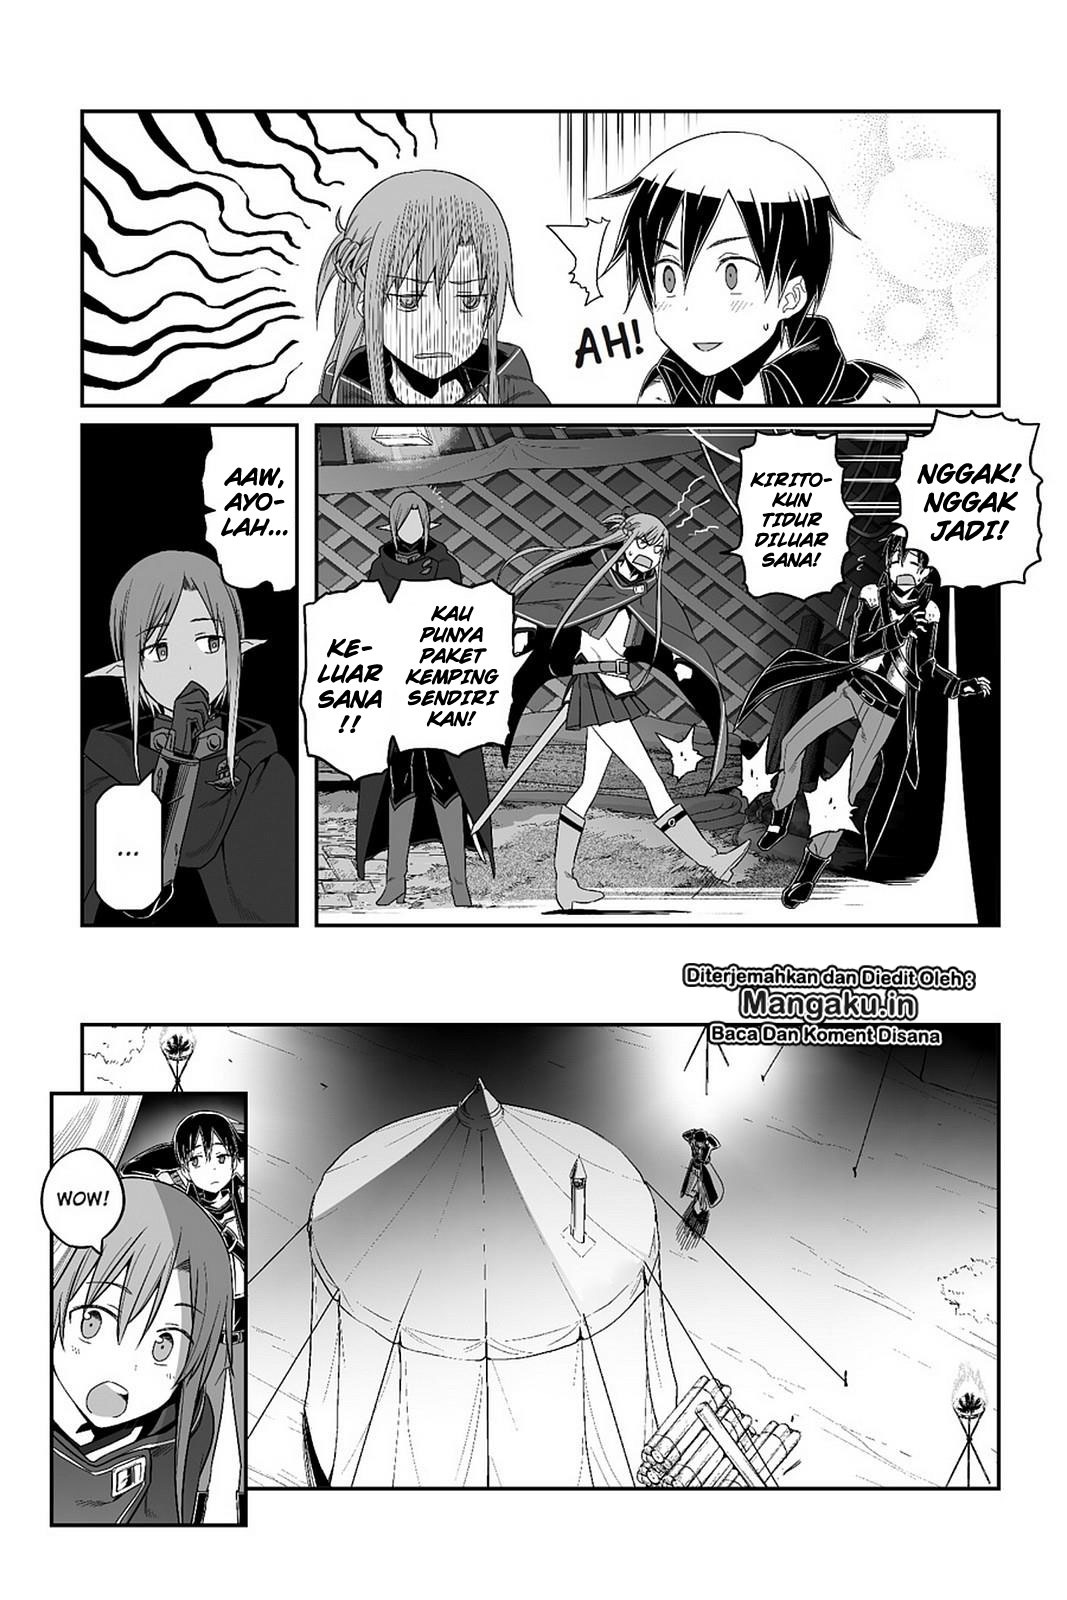 AH!
NGGAK!
NGGAK
JADI!
KIRITO-
KUN
TIDUR
DILUAR
SANA!
KAU
PUNYA
PAKET
KEMPING
SENDIRI
KAN!
KE-
LUAR
SANA
!!
AAW,
AYO-
LAH...
...
Diterjemahkan dan Diedit Oleh :
Mangaku.in
Baca Dan Koment Disana
WOW!